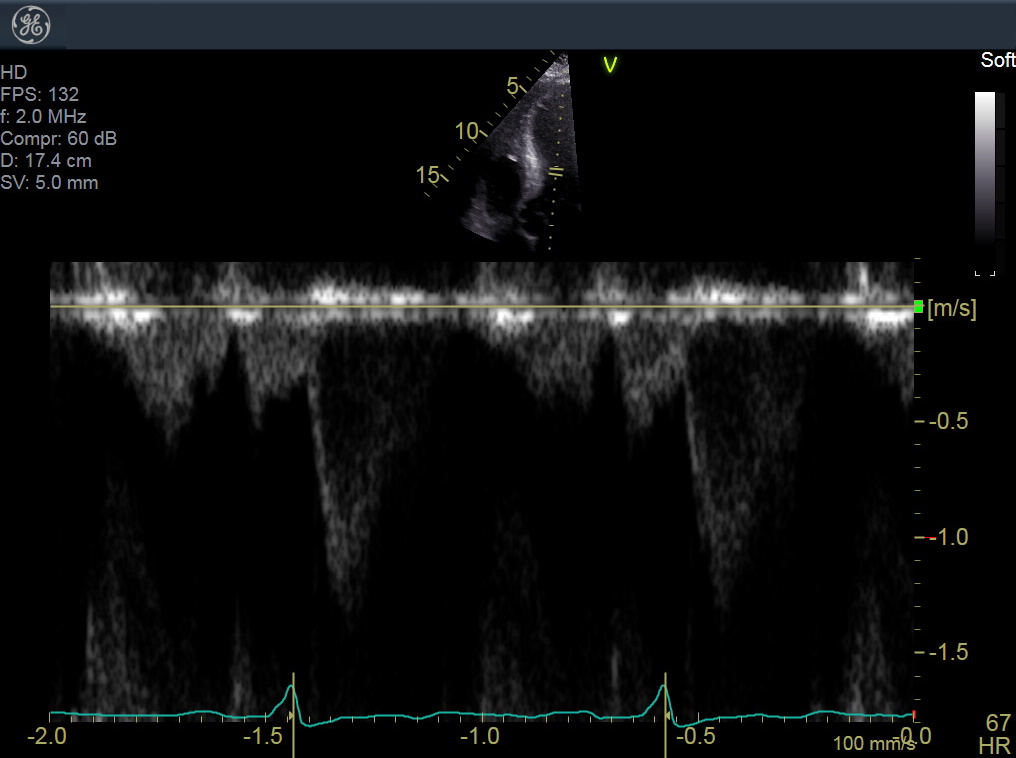 GE
V
Soft
HD
FPS: 132
f: 2.0 MHz
Compr: 60 dB
D: 17.4 cm
SV: 5.0 mm
5
10
15
[m/s]
-0.5
-1.0
-1.5
-2.0
-1.5
-1.0
-0.5
0.0
100 mm/s
67
HR